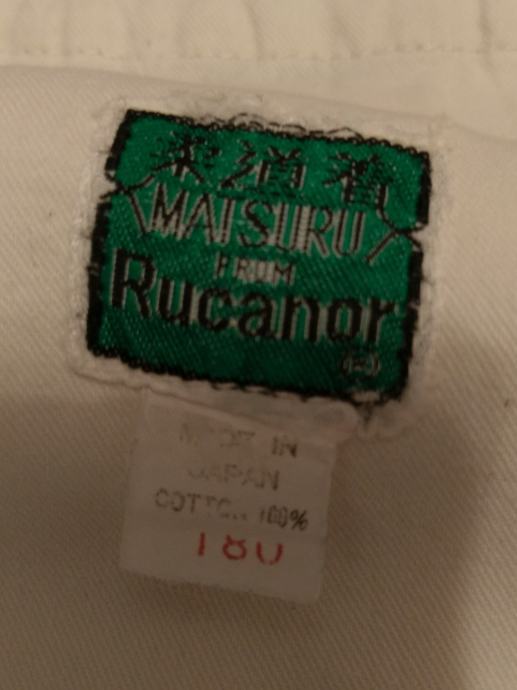 柔道着
MATSURU
FROM
Rucanor
MADE IN
JAPAN
COTTON 100%
180